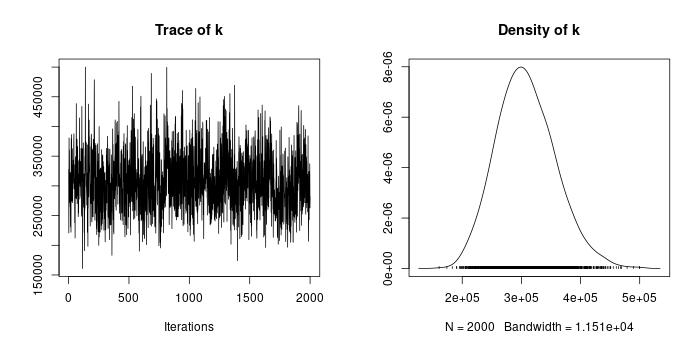 Trace of k
450000
350000
250000
150000
0
500
1000
1500
2000
Iterations
Density of k
8e-06
6e-06
4e-06
2e-06
0e+00
2e+05
3e+05
4e+05
5e+05
N = 2000 Bandwidth = 1.151e+04